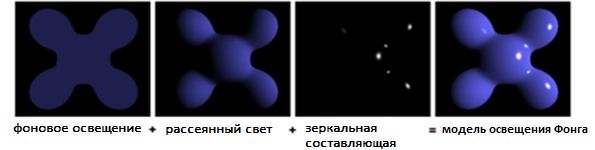 фоновое освещение + рассеянный свет + зеркальная = модель освещения Фонга
составляющая